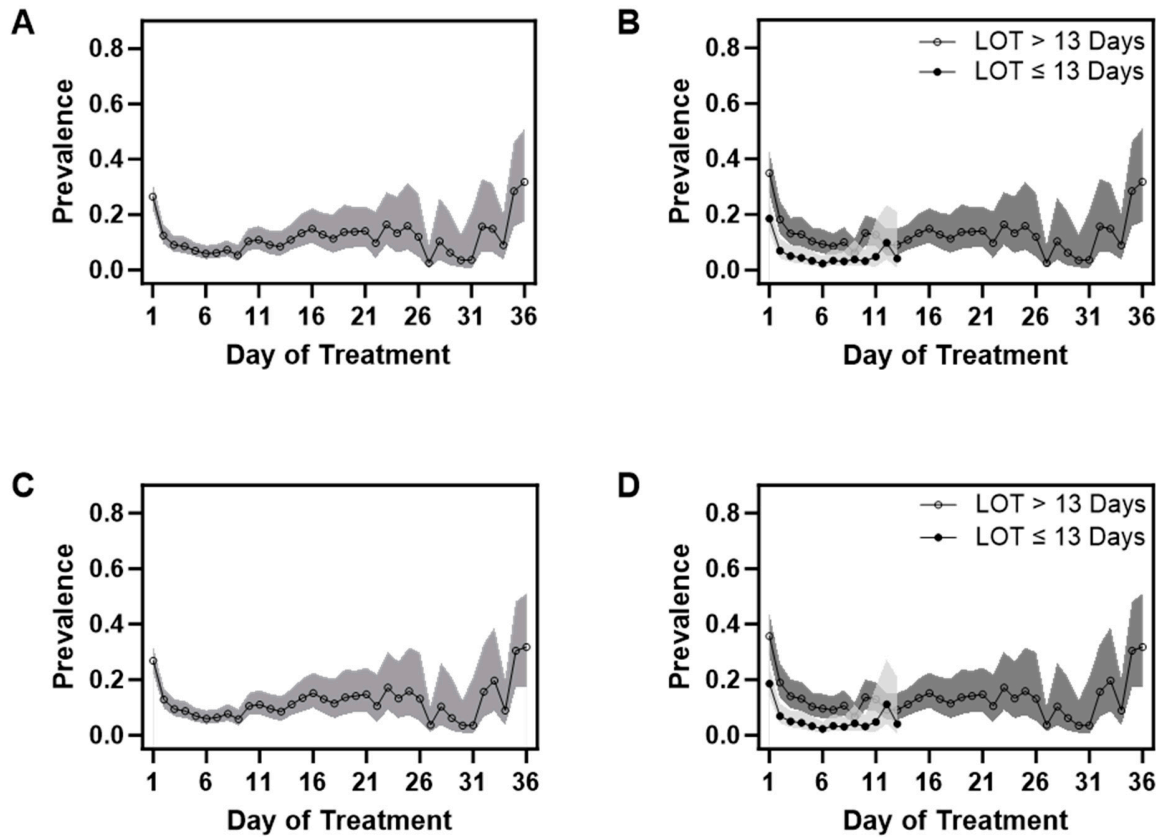 A
Prevalence
0.8
0.6
0.4
0.2
0.0
1 6 11 16 21 26 31 36
Day of Treatment
B
Prevalence
0.8
0.6
0.4
0.2
0.0
LOT > 13 Days
LOT ≤ 13 Days
1 6 11 16 21 26 31 36
Day of Treatment
C
Prevalence
0.8
0.6
0.4
0.2
0.0
1 6 11 16 21 26 31 36
Day of Treatment
D
Prevalence
0.8
0.6
0.4
0.2
0.0
LOT > 13 Days
LOT ≤ 13 Days
1 6 11 16 21 26 31 36
Day of Treatment